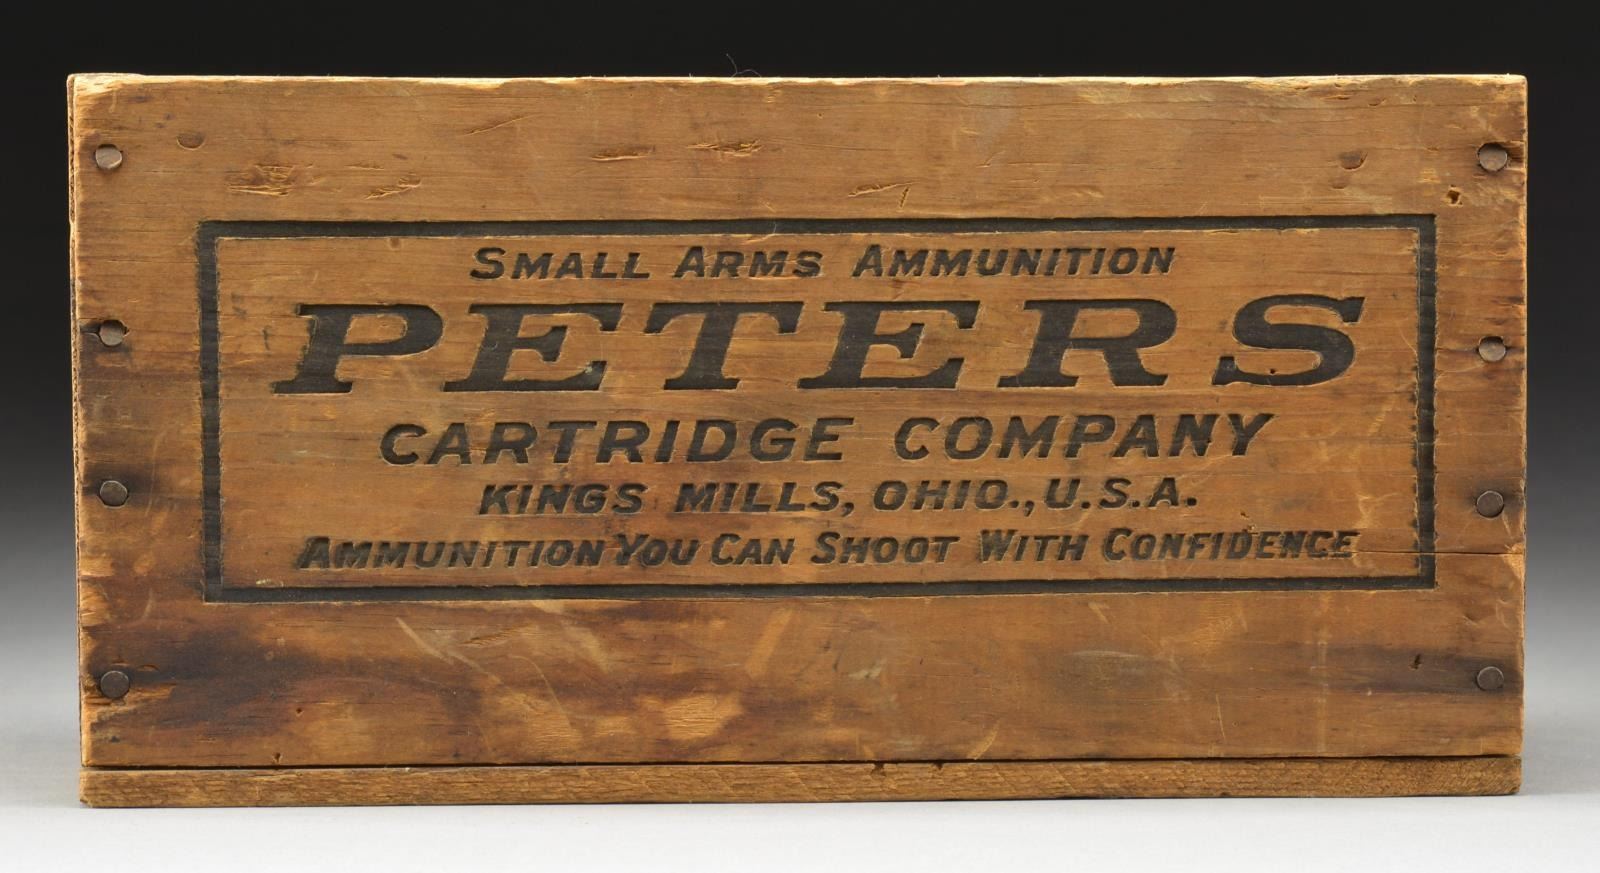 SMALL ARMS AMMUNITION
PETERS
CARTRIDGE COMPANY
KINGS MILLS, OHIO., U.S.A.
AMMUNITION YOU CAN SHOOT WITH CONFIDENCE